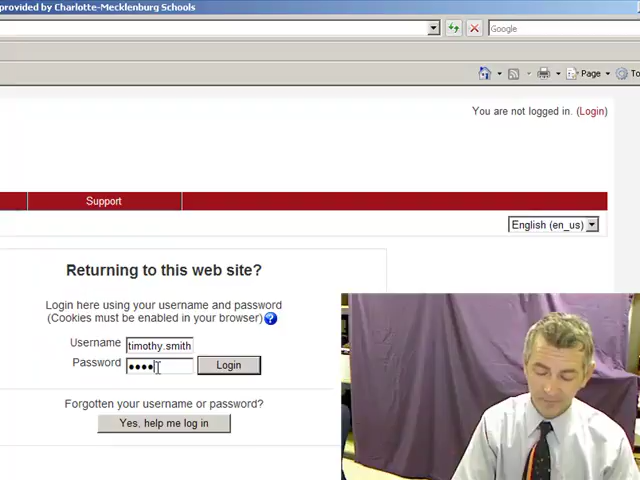 provided by Charlotte-Mecklenburg Schools
Google
Page
To
You are not logged in. (Login)
Support
English (en_us)
Returning to this web site?
Login here using your username and password
(Cookies must be enabled in your browser)
Username timothy.smith
Password ••••
Login
Forgotten your username or password?
Yes, help me log in